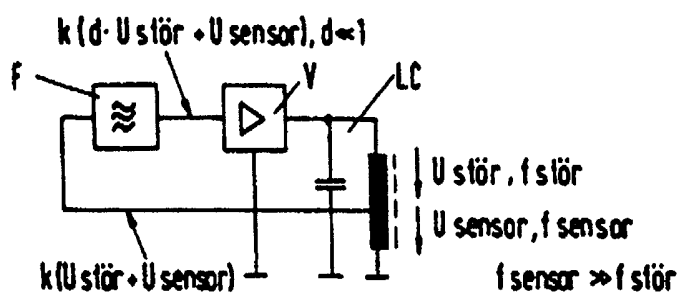 k(d· U stör + U sensor), d≪1
F
V
LC
U stör, f stör
U sensor, f sensor
k(U stör + U sensor)
f sensor ≫ f stör